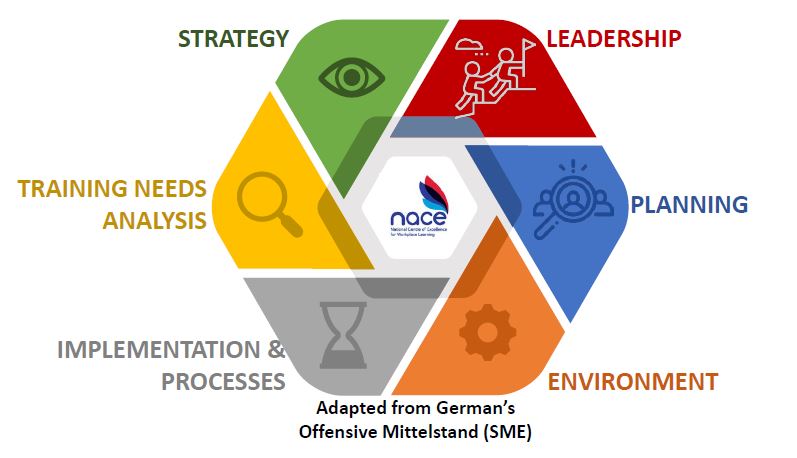 STRATEGY
LEADERSHIP
TRAINING NEEDS
ANALYSIS
PLANNING
nace
National Centre of Excellence
for Workplace Learning
IMPLEMENTATION &
PROCESSES
ENVIRONMENT
Adapted from German’s
Offensive Mittelstand (SME)